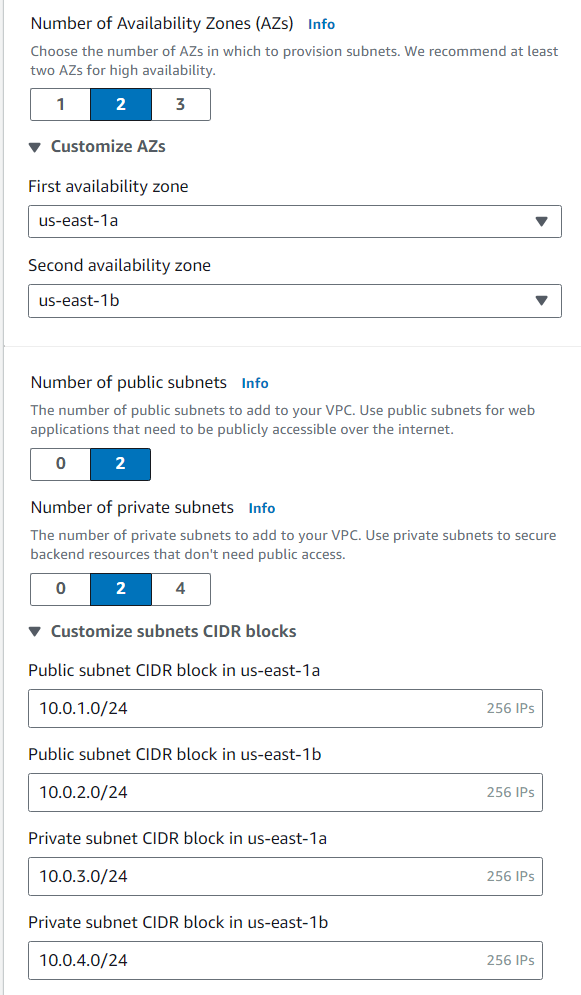 Number of Availability Zones (AZs) Info
Choose the number of AZs in which to provision subnets. We recommend at least
two AZs for high availability.
1 2 3
Customize AZs
First availability zone
us-east-1a
Second availability zone
us-east-1b
Number of public subnets Info
The number of public subnets to add to your VPC. Use public subnets for web
applications that need to be publicly accessible over the internet.
0 2
Number of private subnets Info
The number of private subnets to add to your VPC. Use private subnets to secure
backend resources that don't need public access.
0 2 4
Customize subnets CIDR blocks
Public subnet CIDR block in us-east-1a
10.0.1.0/24 256 IPs
Public subnet CIDR block in us-east-1b
10.0.2.0/24 256 IPs
Private subnet CIDR block in us-east-1a
10.0.3.0/24 256 IPs
Private subnet CIDR block in us-east-1b
10.0.4.0/24 256 IPs